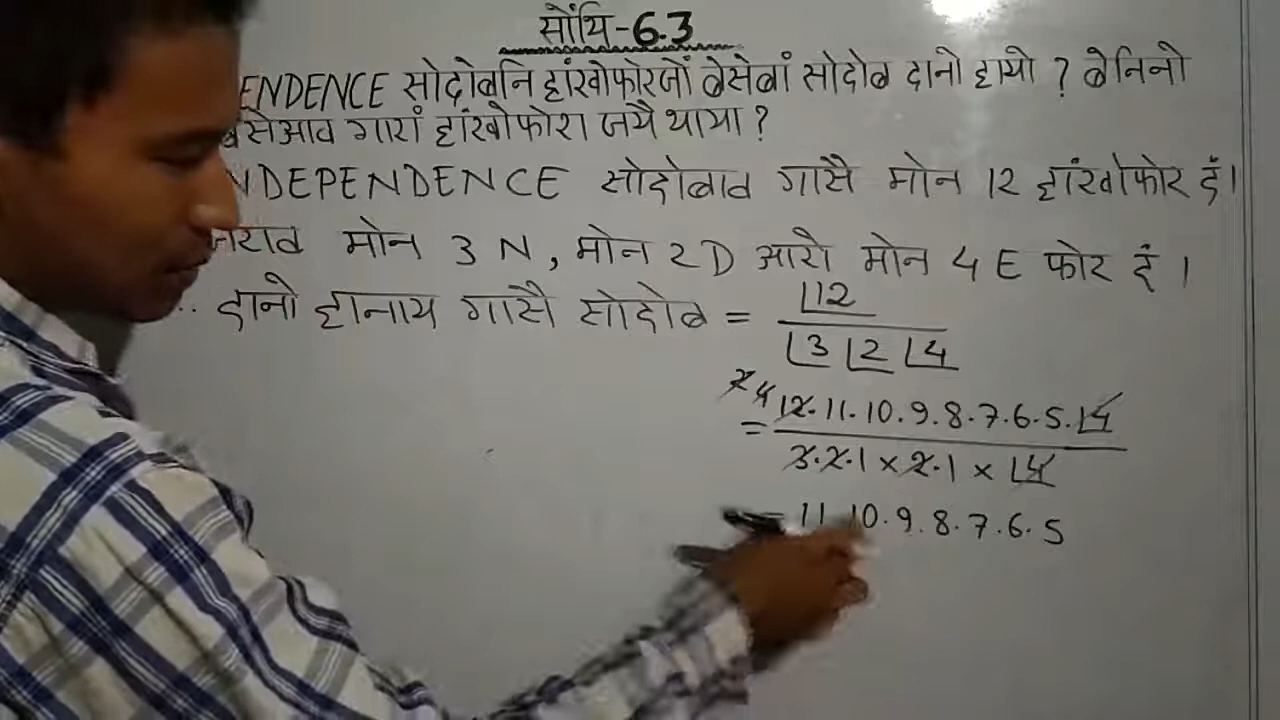 सोंथि-6.3
ENDENCE सोदोबनि हांखोफोरजों बेसेबां सोदोब दानो हायो ? बेनिनो
बेसेआव गारां हांखोफोरा जयै थाया ?
NDEPENDENCE सोदोबाव गासै मोन 12 हांखोफोर दं।
मोन 3 N, मोन 2 D आरो मोन 4 E फोर दं ।
दानो हानाय गासै सोदोब = |12
|3 |2 |4
2 4
= 12.11.10.9.8.7.6.5.|4
3.2.1 × 2.1 × |4
= 11.10.9.8.7.6.5